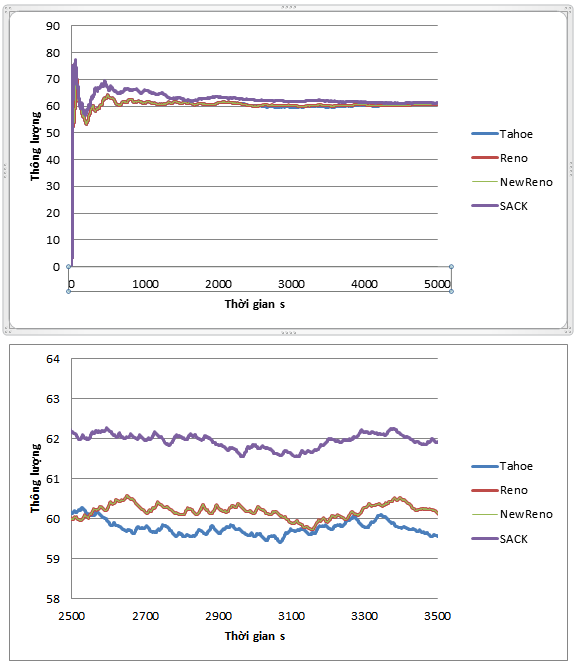 90
80
70
60
50
40
30
20
10
0
Thông lượng
0 1000 2000 3000 4000 5000
Thời gian s
Tahoe
Reno
NewReno
SACK
64
63
62
61
60
59
58
Thông lượng
2500 2700 2900 3100 3300 3500
Thời gian s
Tahoe
Reno
NewReno
SACK